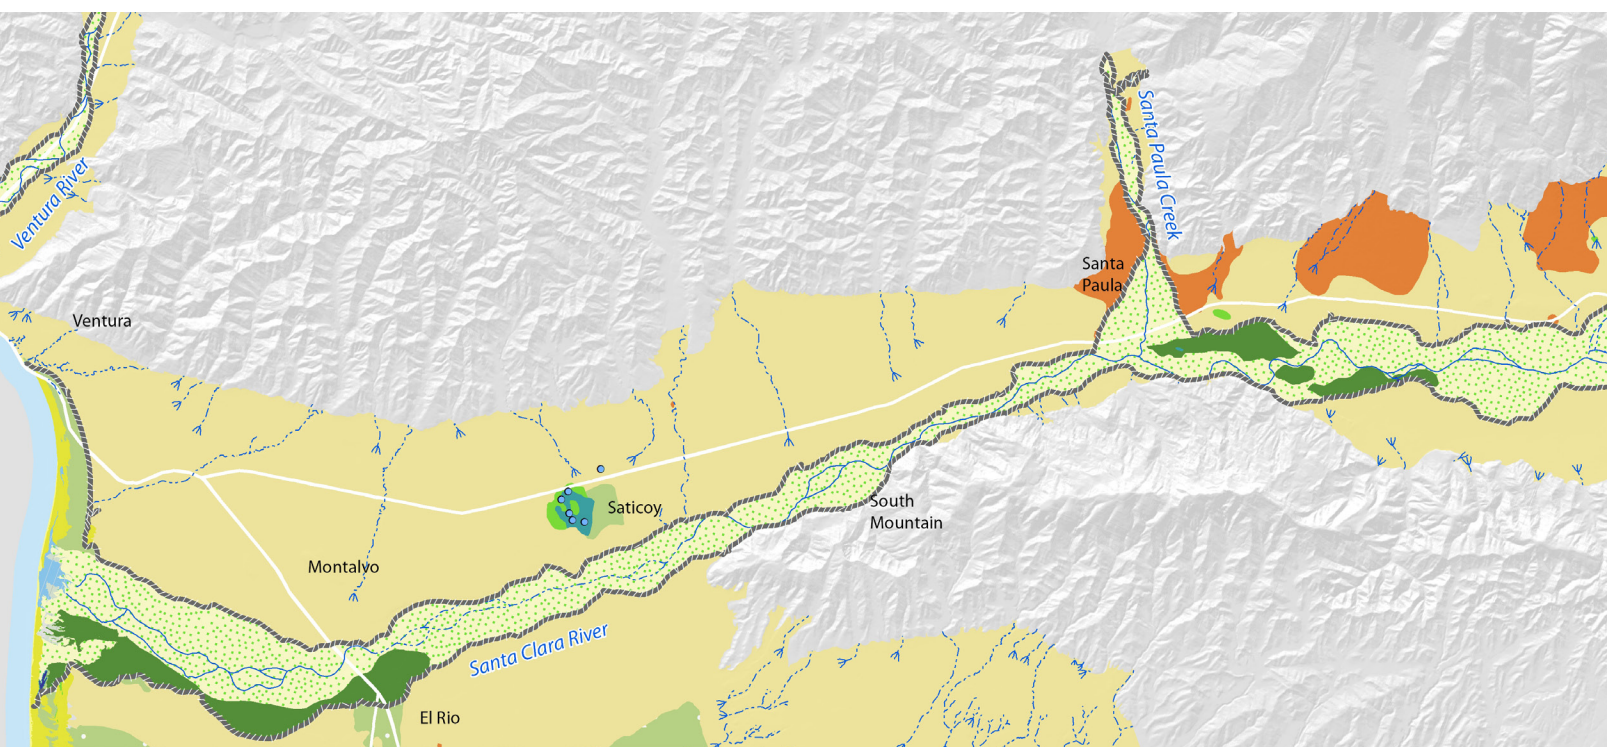 Santa Paula Creek
Ventura River
Santa
Paula
Ventura
Saticoy
South
Mountain
Montalvo
Santa Clara River
El Rio